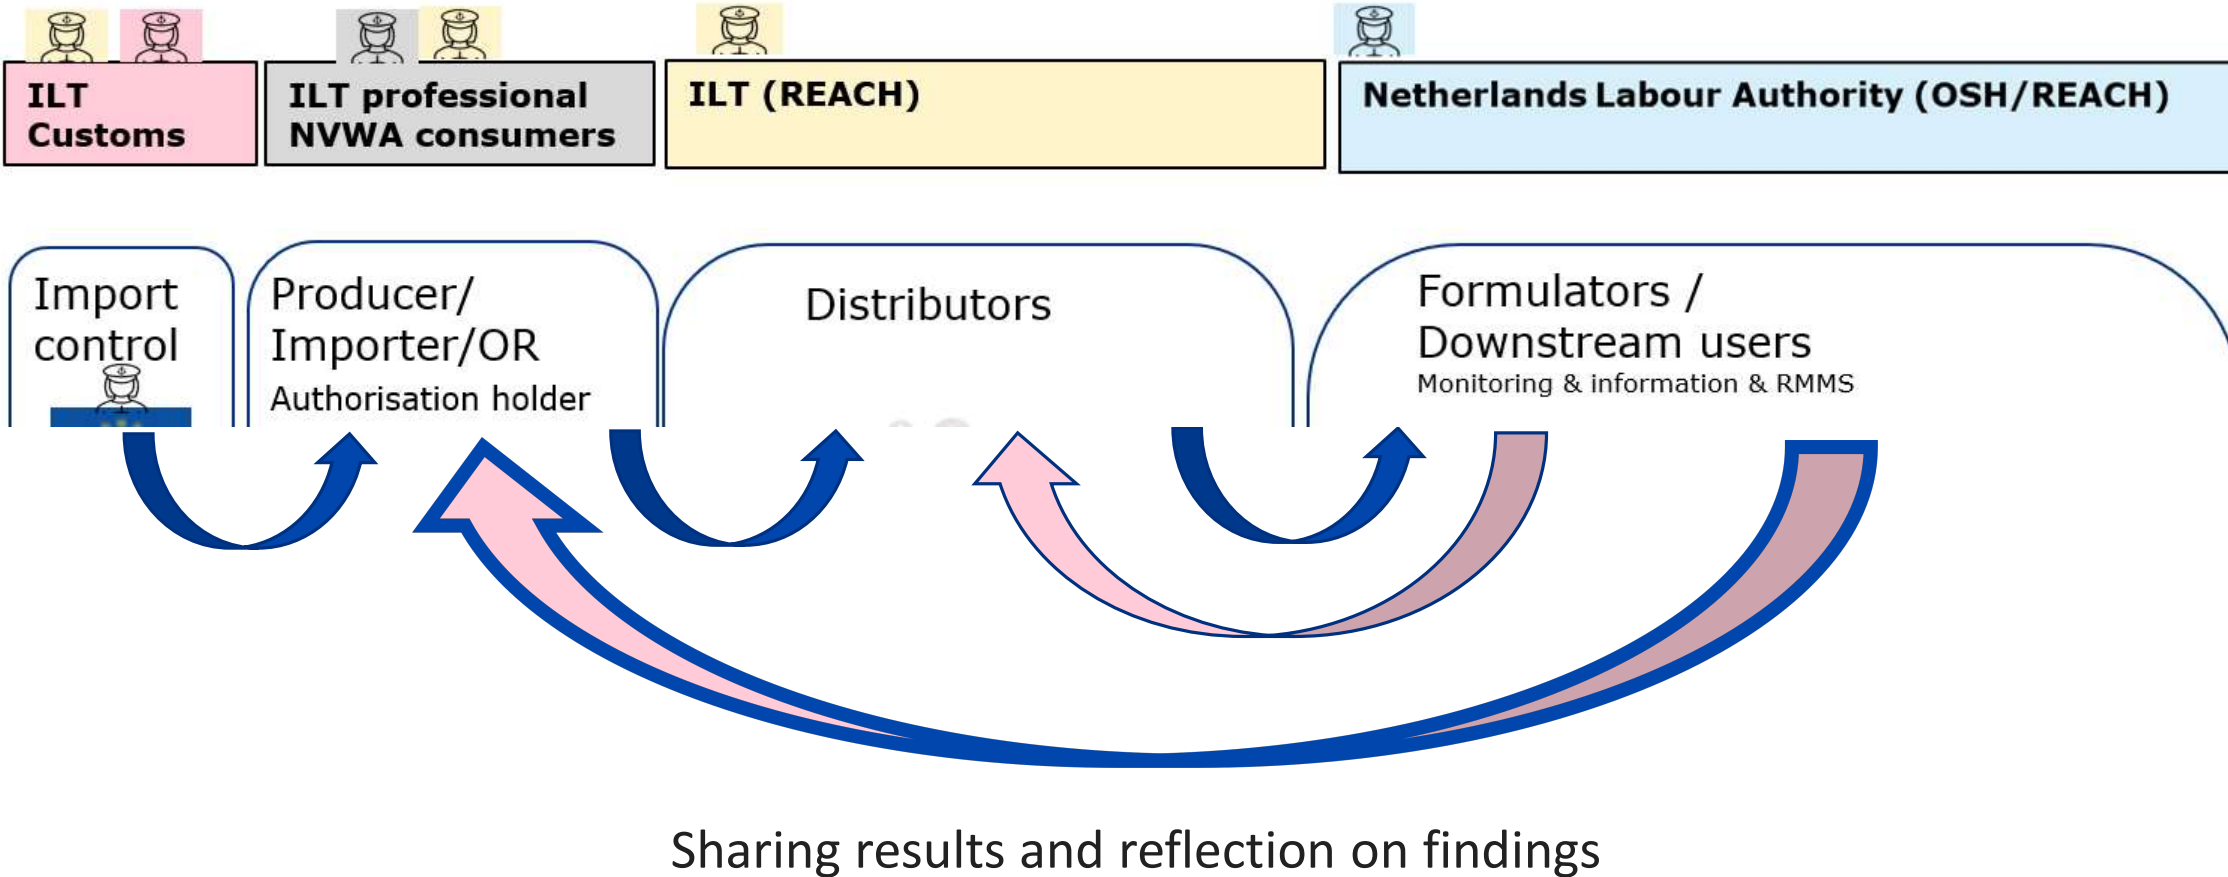 ILT
Customs
ILT professional
NVWA consumers
ILT (REACH)
Netherlands Labour Authority (OSH/REACH)
Import
control
Producer/
Importer/OR
Authorisation holder
Distributors
Formulators /
Downstream users
Monitoring & information & RMMS
Sharing results and reflection on findings